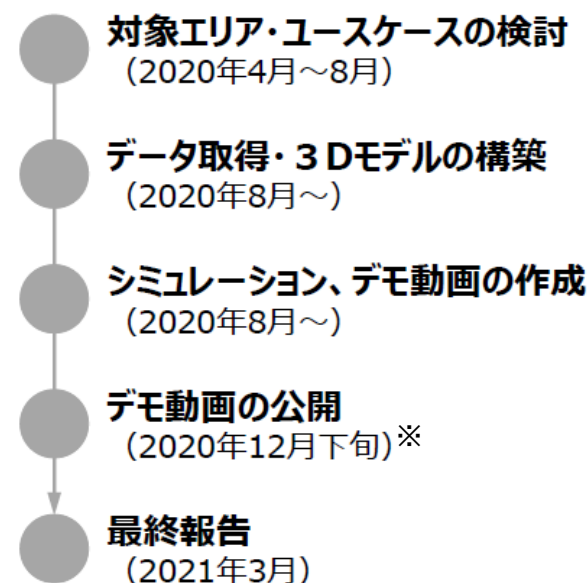 対象エリア・ユースケースの検討
（2020年4月～8月）
データ取得・３Dモデルの構築
（2020年8月～）
シミュレーション、デモ動画の作成
（2020年8月～）
デモ動画の公開
（2020年12月下旬）※
最終報告
（2021年3月）